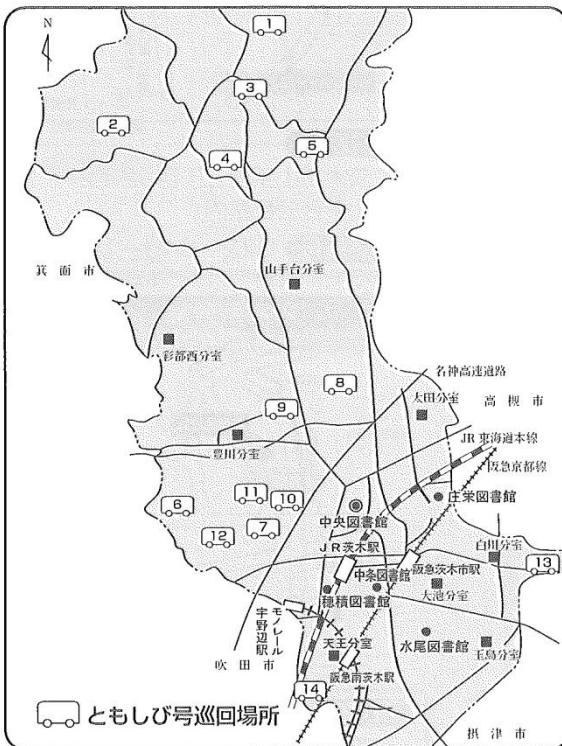 N
1
3
2
5
4
山手台分室
箕面市
彩都西分室
名神高速道路
8
太田分室
高槻市
9
JR東海道本線
豊川分室
阪急京都線
11
10
庄栄図書館
6
中央図書館
12
7
JR茨木駅
白川分室
中条図書館
阪急茨木市駅
13
穂積図書館
大池分室
モノレール
宇野辺駅
天王分室
水尾図書館
玉島分室
吹田市
阪急南茨木駅
14
ともしび号巡回場所
摂津市